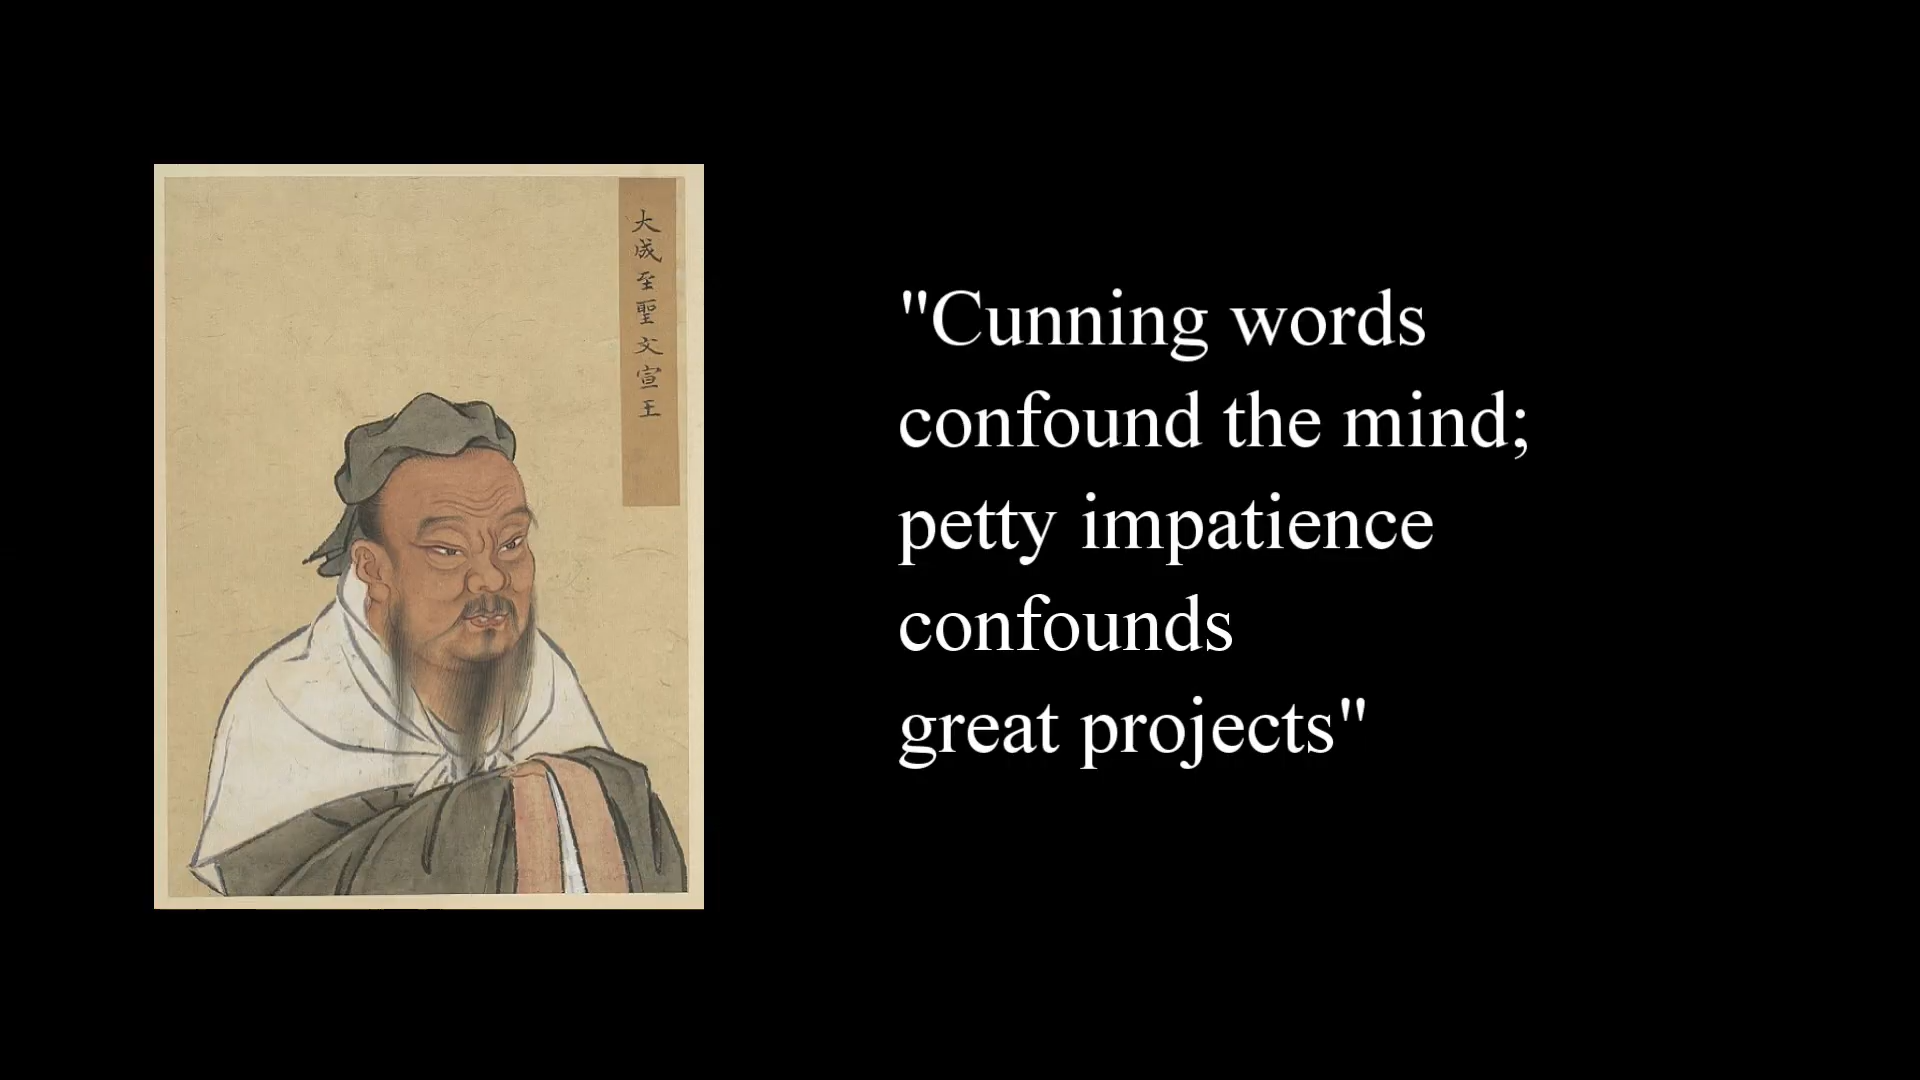 大成至聖文宣王
"Cunning words
confound the mind;
petty impatience
confounds
great projects"